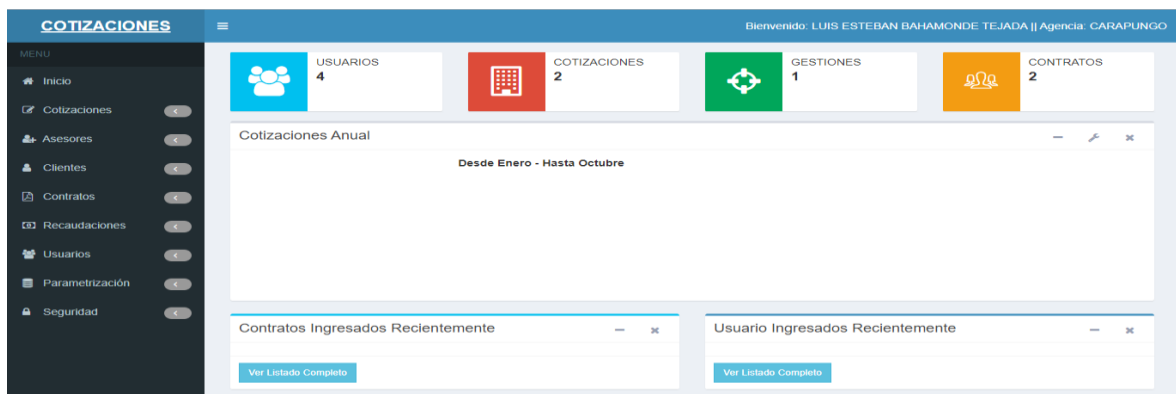 COTIZACIONES
Bienvenido: LUIS ESTEBAN BAHAMONDE TEJADA || Agencia: CARAPUNGO
MENU
Inicio
Cotizaciones
Asesores
Clientes
Contratos
Recaudaciones
Usuarios
Parametrización
Seguridad
USUARIOS
4
COTIZACIONES
2
GESTIONES
1
CONTRATOS
2
Cotizaciones Anual
Desde Enero - Hasta Octubre
Contratos Ingresados Recientemente
Ver Listado Completo
Usuario Ingresados Recientemente
Ver Listado Completo